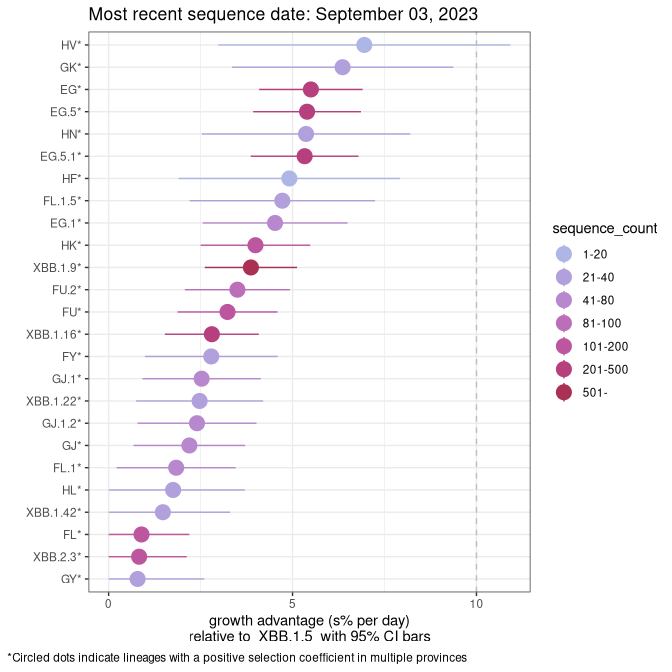 Most recent sequence date: September 03, 2023
HV*
GK*
EG*
EG.5*
HN*
EG.5.1*
HF*
FL.1.5*
EG.1*
HK*
XBB.1.9*
FU.2*
FU*
XBB.1.16*
FY*
GJ.1*
XBB.1.22*
GJ.1.2*
GJ*
FL.1*
HL*
XBB.1.42*
FL*
XBB.2.3*
GY*
0 5 10
growth advantage (s% per day)
relative to  XBB.1.5  with 95% CI bars
sequence_count
1-20
21-40
41-80
81-100
101-200
201-500
501-
*Circled dots indicate lineages with a positive selection coefficient in multiple provinces